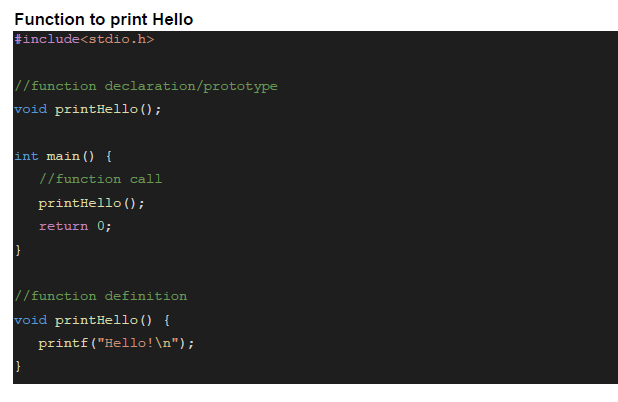 Function to print Hello
#include<stdio.h>
//function declaration/prototype
void printHello();
int main() {
//function call
printHello();
return 0;
}
//function definition
void printHello() {
printf("Hello!\n");
}